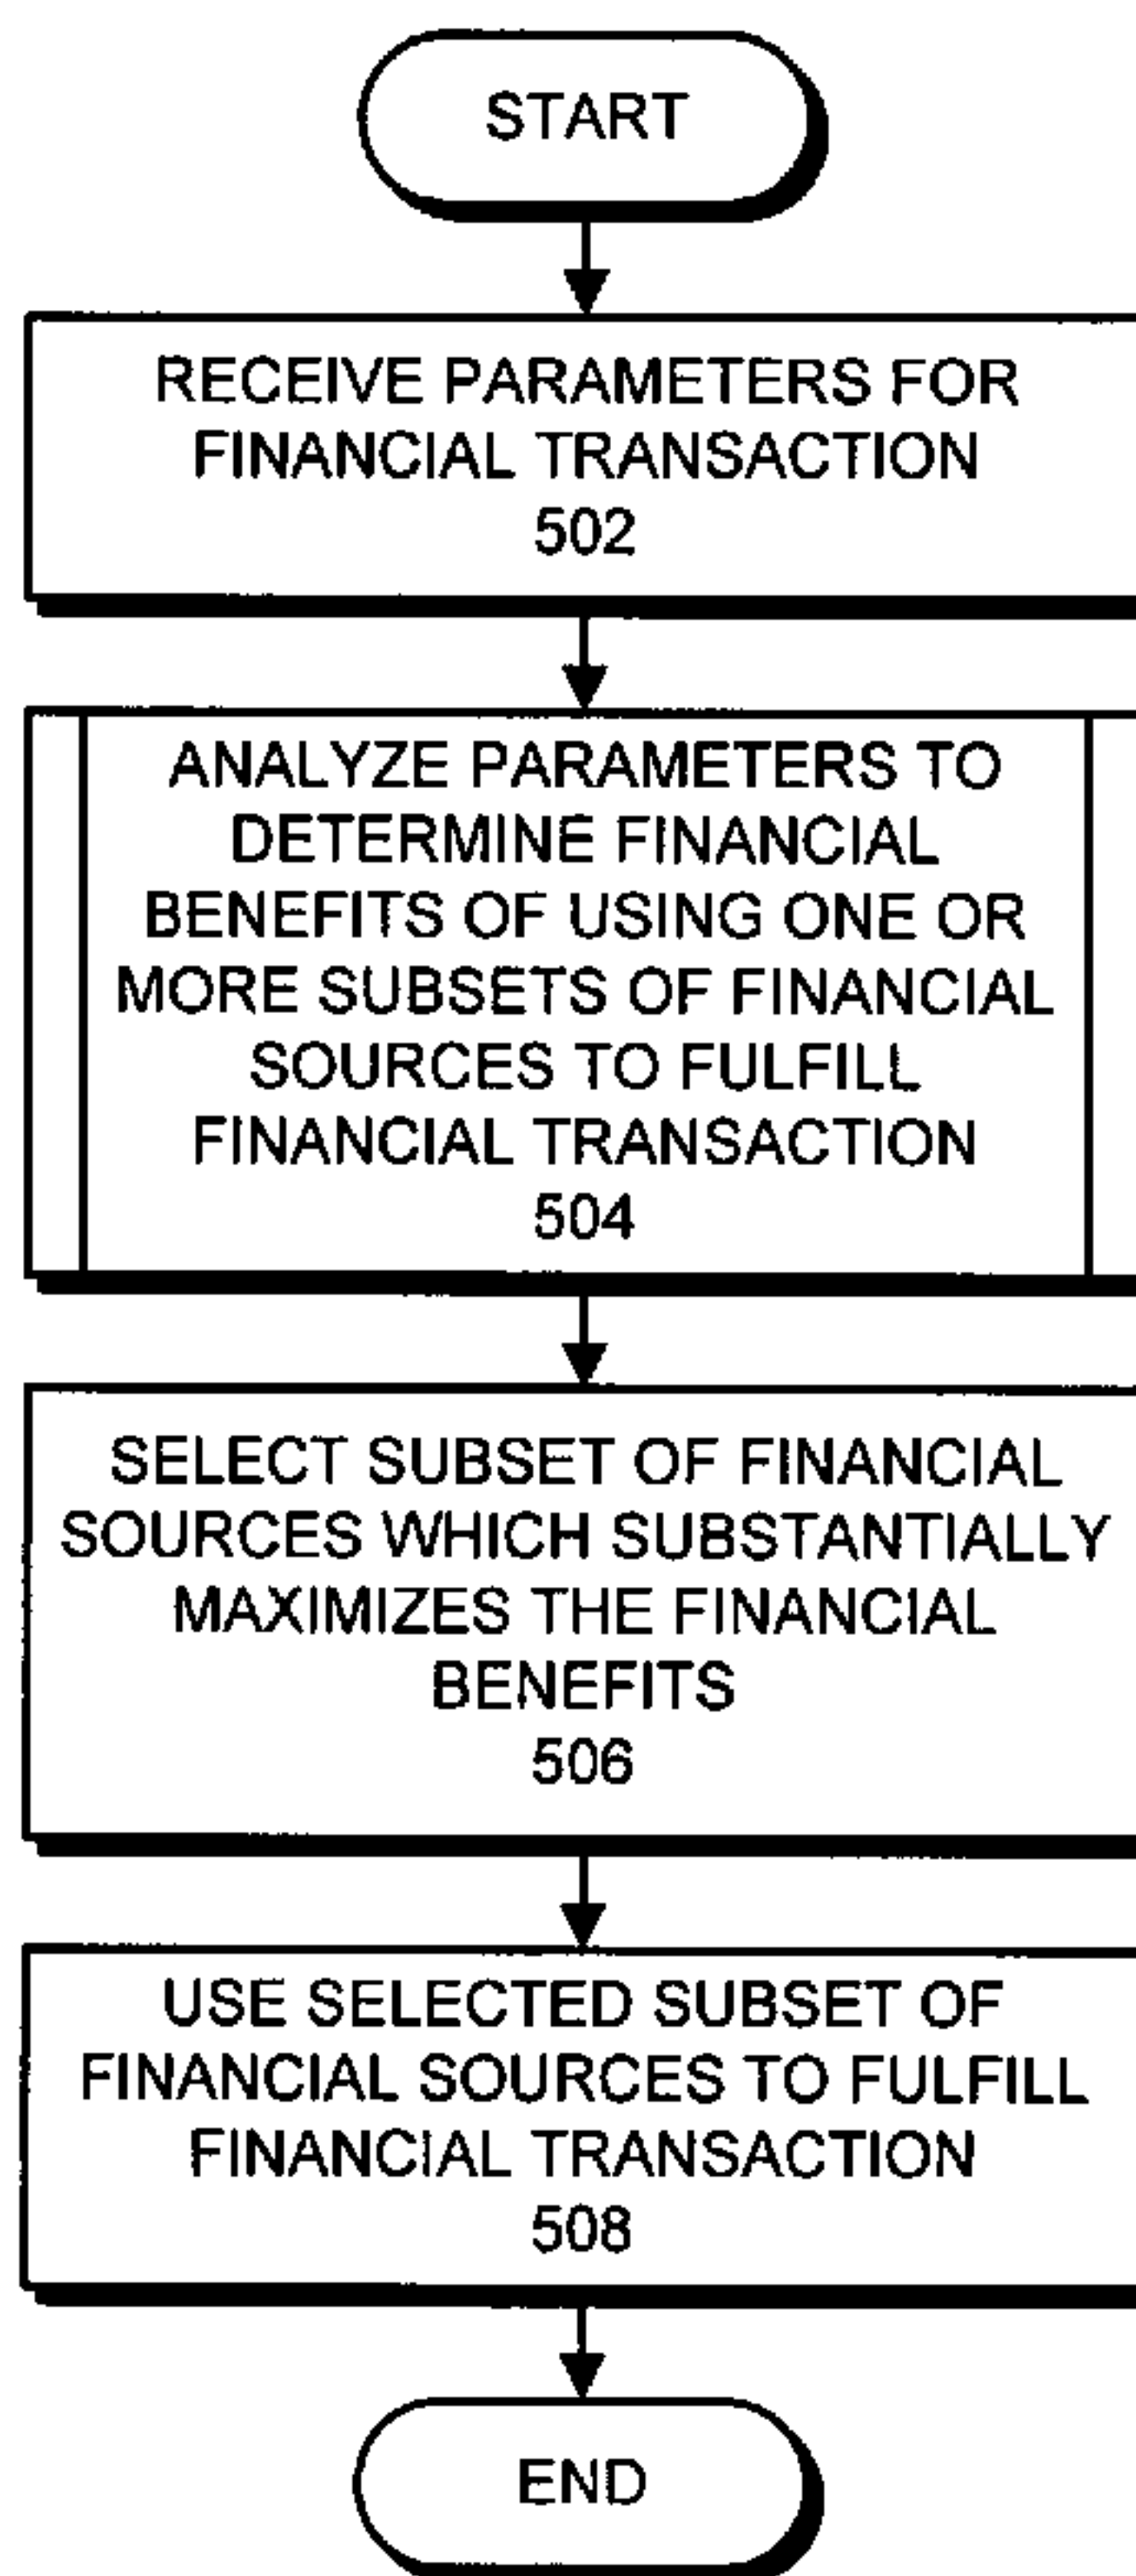 START
RECEIVE PARAMETERS FOR
FINANCIAL TRANSACTION
502
ANALYZE PARAMETERS TO
DETERMINE FINANCIAL
BENEFITS OF USING ONE OR
MORE SUBSETS OF FINANCIAL
SOURCES TO FULFILL
FINANCIAL TRANSACTION
504
SELECT SUBSET OF FINANCIAL
SOURCES WHICH SUBSTANTIALLY
MAXIMIZES THE FINANCIAL
BENEFITS
506
USE SELECTED SUBSET OF
FINANCIAL SOURCES TO FULFILL
FINANCIAL TRANSACTION
508
END